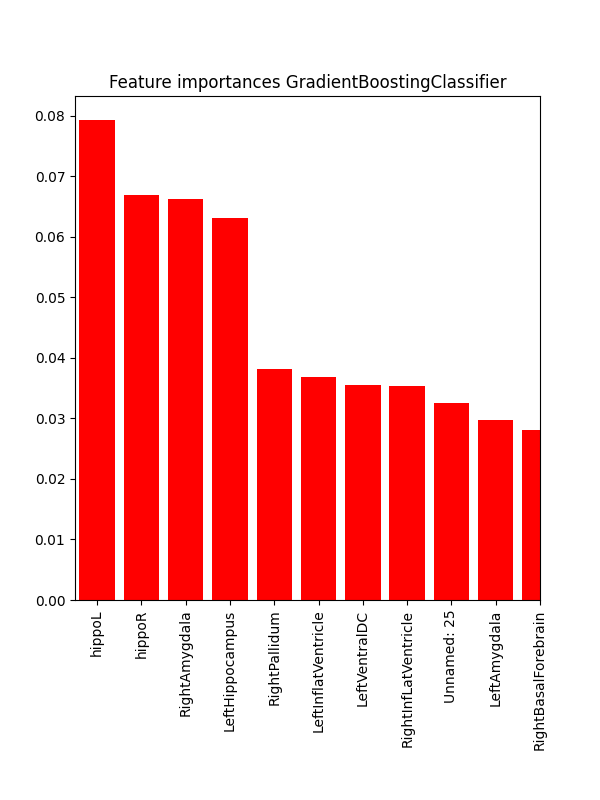 Feature importances GradientBoostingClassifier
0.08
0.07
0.06
0.05
0.04
0.03
0.02
0.01
0.00
hippoL
hippoR
RightAmygdala
LeftHippocampus
RightPallidum
LeftInflatVentricle
LeftVentralDC
RightInfLatVentricle
Unnamed: 25
LeftAmygdala
RightBasalForebrain